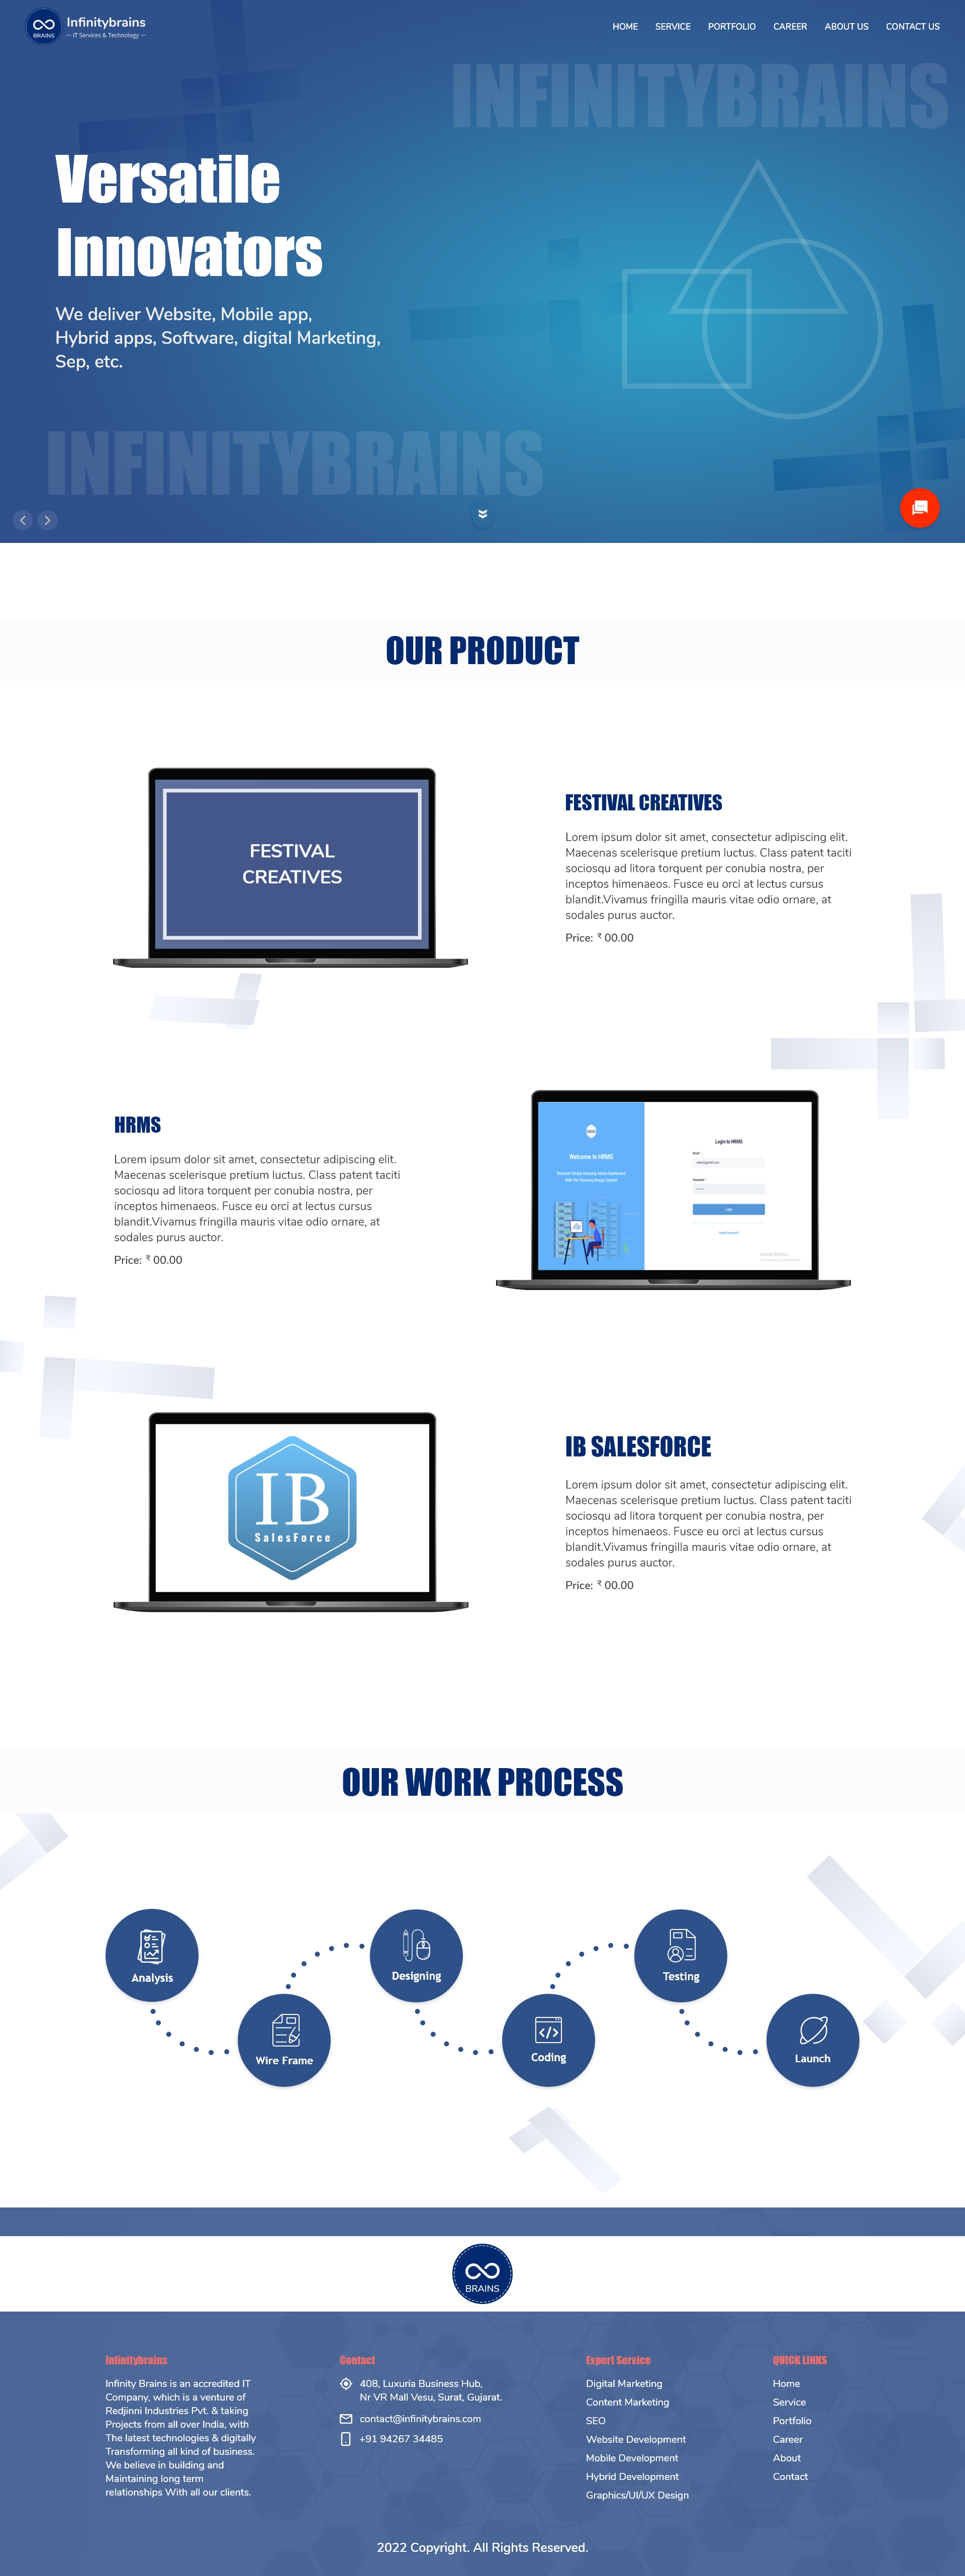 BRAINS
Infinitybrains
— IT Services & Technology —
HOME SERVICE PORTFOLIO CAREER ABOUT US CONTACT US
INFINITYBRAINS
Versatile
Innovators
We deliver Website, Mobile app,
Hybrid apps, Software, digital Marketing,
Sep, etc.
INFINITYBRAINS
OUR PRODUCT
FESTIVAL
CREATIVES
FESTIVAL CREATIVES
Lorem ipsum dolor sit amet, consectetur adipiscing elit.
Maecenas scelerisque pretium luctus. Class patent taciti
sociosqu ad litora torquent per conubia nostra, per
inceptos himenaeos. Fusce eu orci at lectus cursus
blandit.Vivamus fringilla mauris vitae odio ornare, at
sodales purus auctor.
Price: ₹ 00.00
HRMS
Lorem ipsum dolor sit amet, consectetur adipiscing elit.
Maecenas scelerisque pretium luctus. Class patent taciti
sociosqu ad litora torquent per conubia nostra, per
inceptos himenaeos. Fusce eu orci at lectus cursus
blandit.Vivamus fringilla mauris vitae odio ornare, at
sodales purus auctor.
Price: ₹ 00.00
Welcome to HRMS
Login to HRMS
Email *
Password *
Login
Forgot Password?
IB
SalesForce
IB SALESFORCE
Lorem ipsum dolor sit amet, consectetur adipiscing elit.
Maecenas scelerisque pretium luctus. Class patent taciti
sociosqu ad litora torquent per conubia nostra, per
inceptos himenaeos. Fusce eu orci at lectus cursus
blandit.Vivamus fringilla mauris vitae odio ornare, at
sodales purus auctor.
Price: ₹ 00.00
OUR WORK PROCESS
Analysis
Wire Frame
Designing
Coding
Testing
Launch
BRAINS
Infinitybrains
Infinity Brains is an accredited IT
Company, which is a venture of
Redjinni Industries Pvt. & taking
Projects from all over India, with
The latest technologies & digitally
Transforming all kind of business.
We believe in building and
Maintaining long term
relationships With all our clients.
Contact
408, Luxuria Business Hub,
Nr VR Mall Vesu, Surat, Gujarat.
contact@infinitybrains.com
+91 94267 34485
Expert Service
Digital Marketing
Content Marketing
SEO
Website Development
Mobile Development
Hybrid Development
Graphics/UI/UX Design
QUICK LINKS
Home
Service
Portfolio
Career
About
Contact
2022 Copyright. All Rights Reserved.